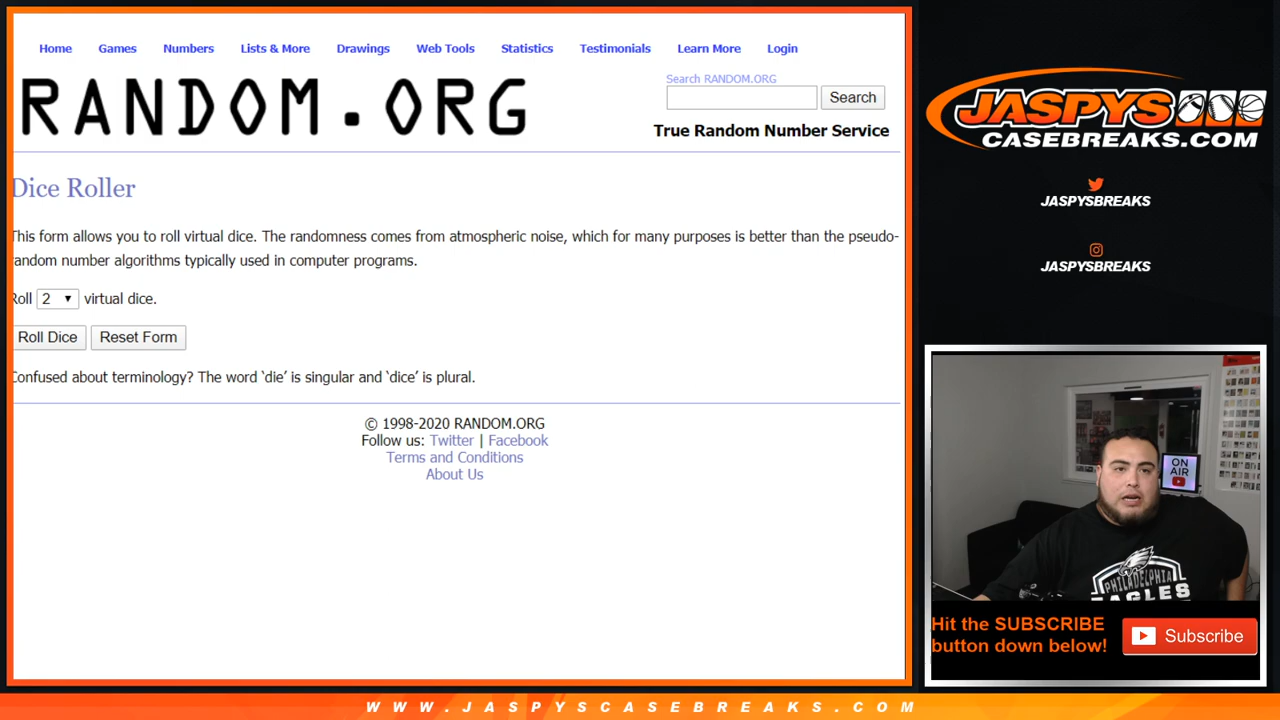 Home Games Numbers Lists & More Drawings Web Tools Statistics Testimonials Learn More Login
RANDOM.ORG
Search RANDOM.ORG
Search
True Random Number Service
Dice Roller
This form allows you to roll virtual dice. The randomness comes from atmospheric noise, which for many purposes is better than the pseudo-
random number algorithms typically used in computer programs.
Roll 2 virtual dice.
Roll Dice Reset Form
Confused about terminology? The word ‘die’ is singular and ‘dice’ is plural.
© 1998-2020 RANDOM.ORG
Follow us: Twitter | Facebook
Terms and Conditions
About Us
JASPYS
CASEBREAKS.COM
JASPYSBREAKS
JASPYSBREAKS
ON
AIR
PHILADELPHIA
EAGLES
Hit the SUBSCRIBE
button down below!
Subscribe
WWW.JASPYSCASEBREAKS.COM